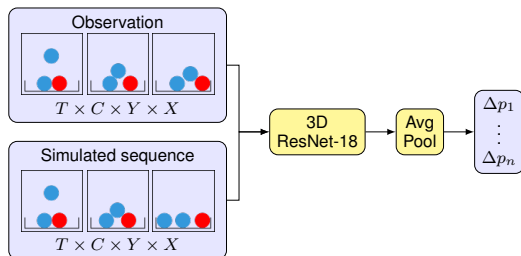 Observation
T × C × Y × X
Simulated sequence
T × C × Y × X
3D
ResNet-18
Avg
Pool
Δp₁
⋮
Δpₙ